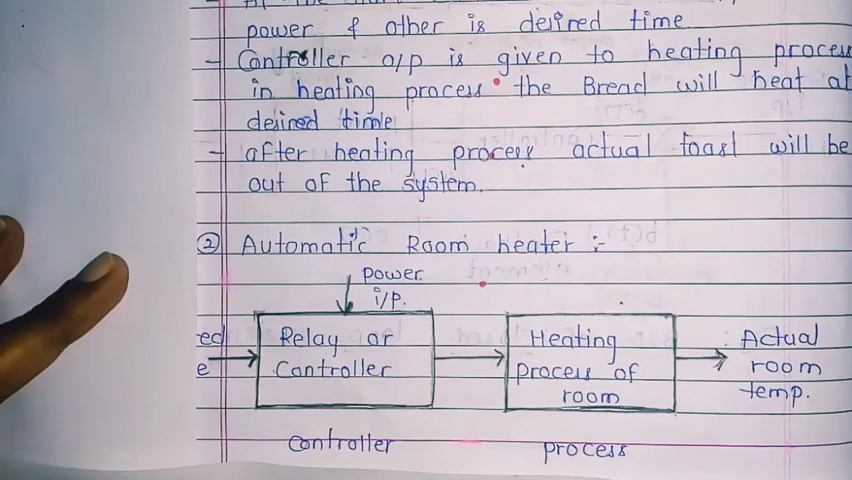 power & other is desired time
- Controller o/p is given to heating process
in heating process the Bread will heat at
desired time
- after heating process actual toast will be
out of the system.
② Automatic Room heater :-
power
i/p.
ed
e
Relay or
Controller
Heating
process of
room
Actual
room
temp.
controller
process